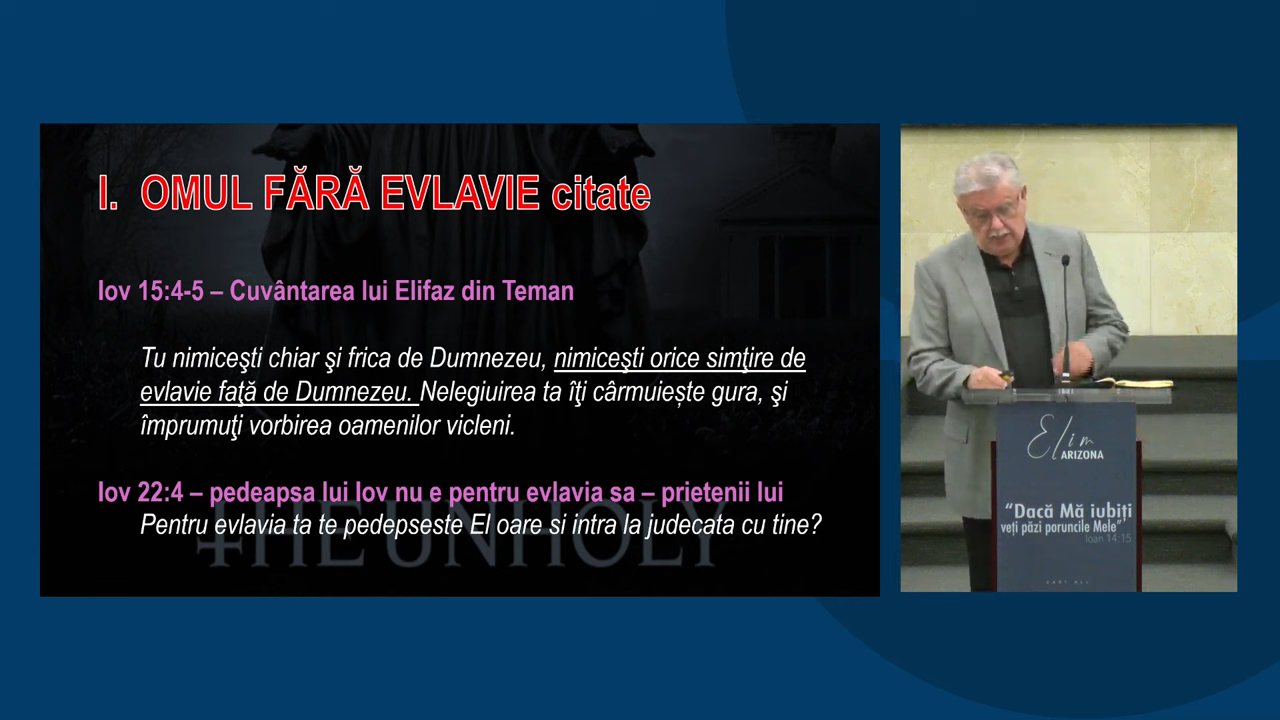 I. OMUL FĂRĂ EVLAVIE citate
Iov 15:4-5 – Cuvântarea lui Elifaz din Teman
Tu nimiceşti chiar şi frica de Dumnezeu, nimiceşti orice simţire de
evlavie faţă de Dumnezeu. Nelegiuirea ta îţi cârmuiește gura, şi
împrumuţi vorbirea oamenilor vicleni.
Iov 22:4 – pedeapsa lui Iov nu e pentru evlavia sa – prietenii lui
Pentru evlavia ta te pedepseste El oare si intra la judecata cu tine?
THE UNHOLY
Elim
ARIZONA
“Dacă Mă iubiți
veți păzi poruncile Mele”
Ioan 14:15